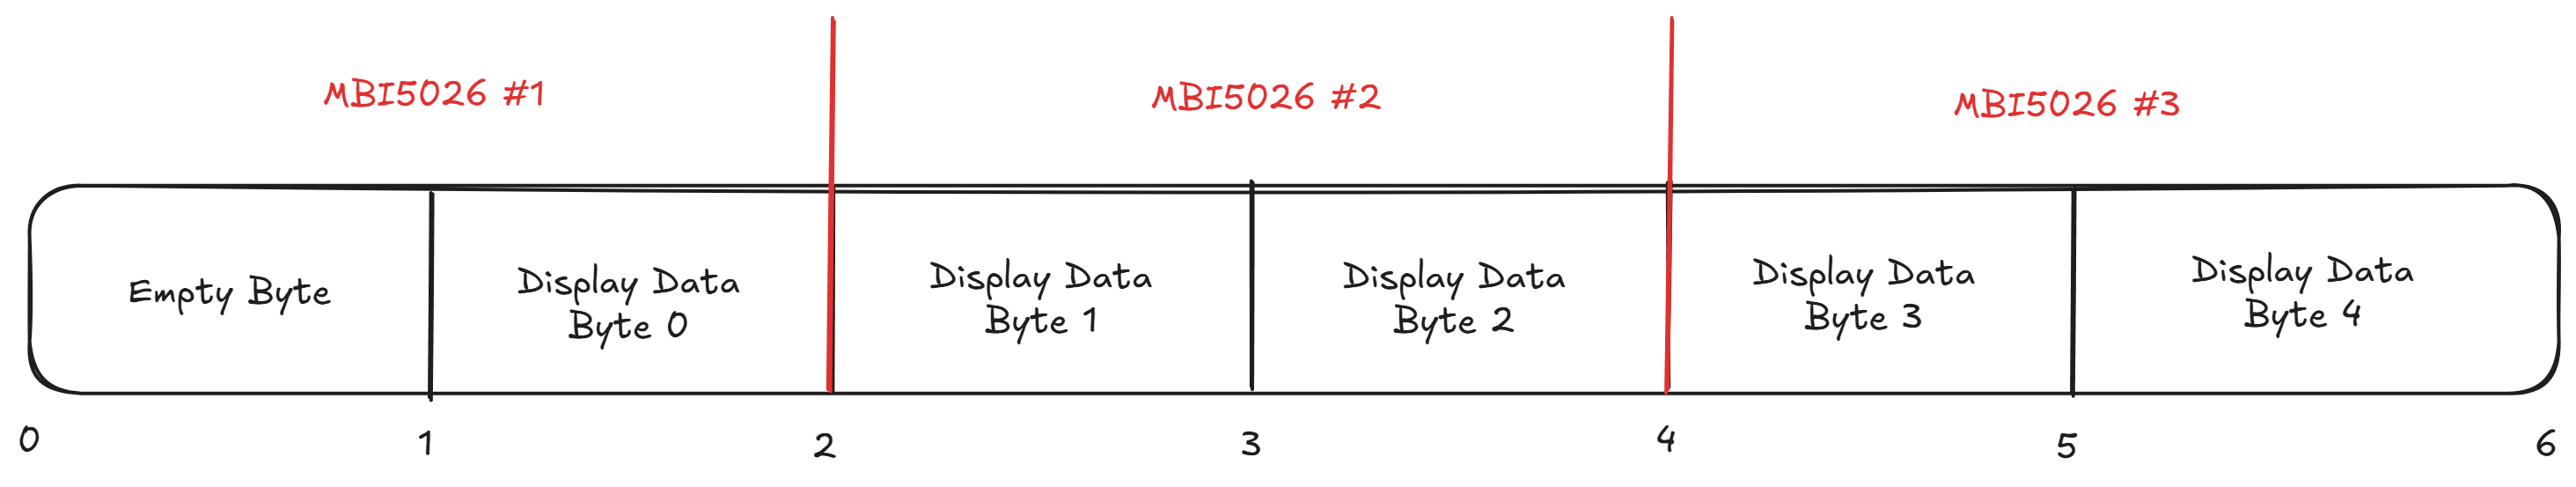 MBI5026 #1
MBI5026 #2
MBI5026 #3
Empty Byte
Display Data
Byte 0
Display Data
Byte 1
Display Data
Byte 2
Display Data
Byte 3
Display Data
Byte 4
0
1
2
3
4
5
6